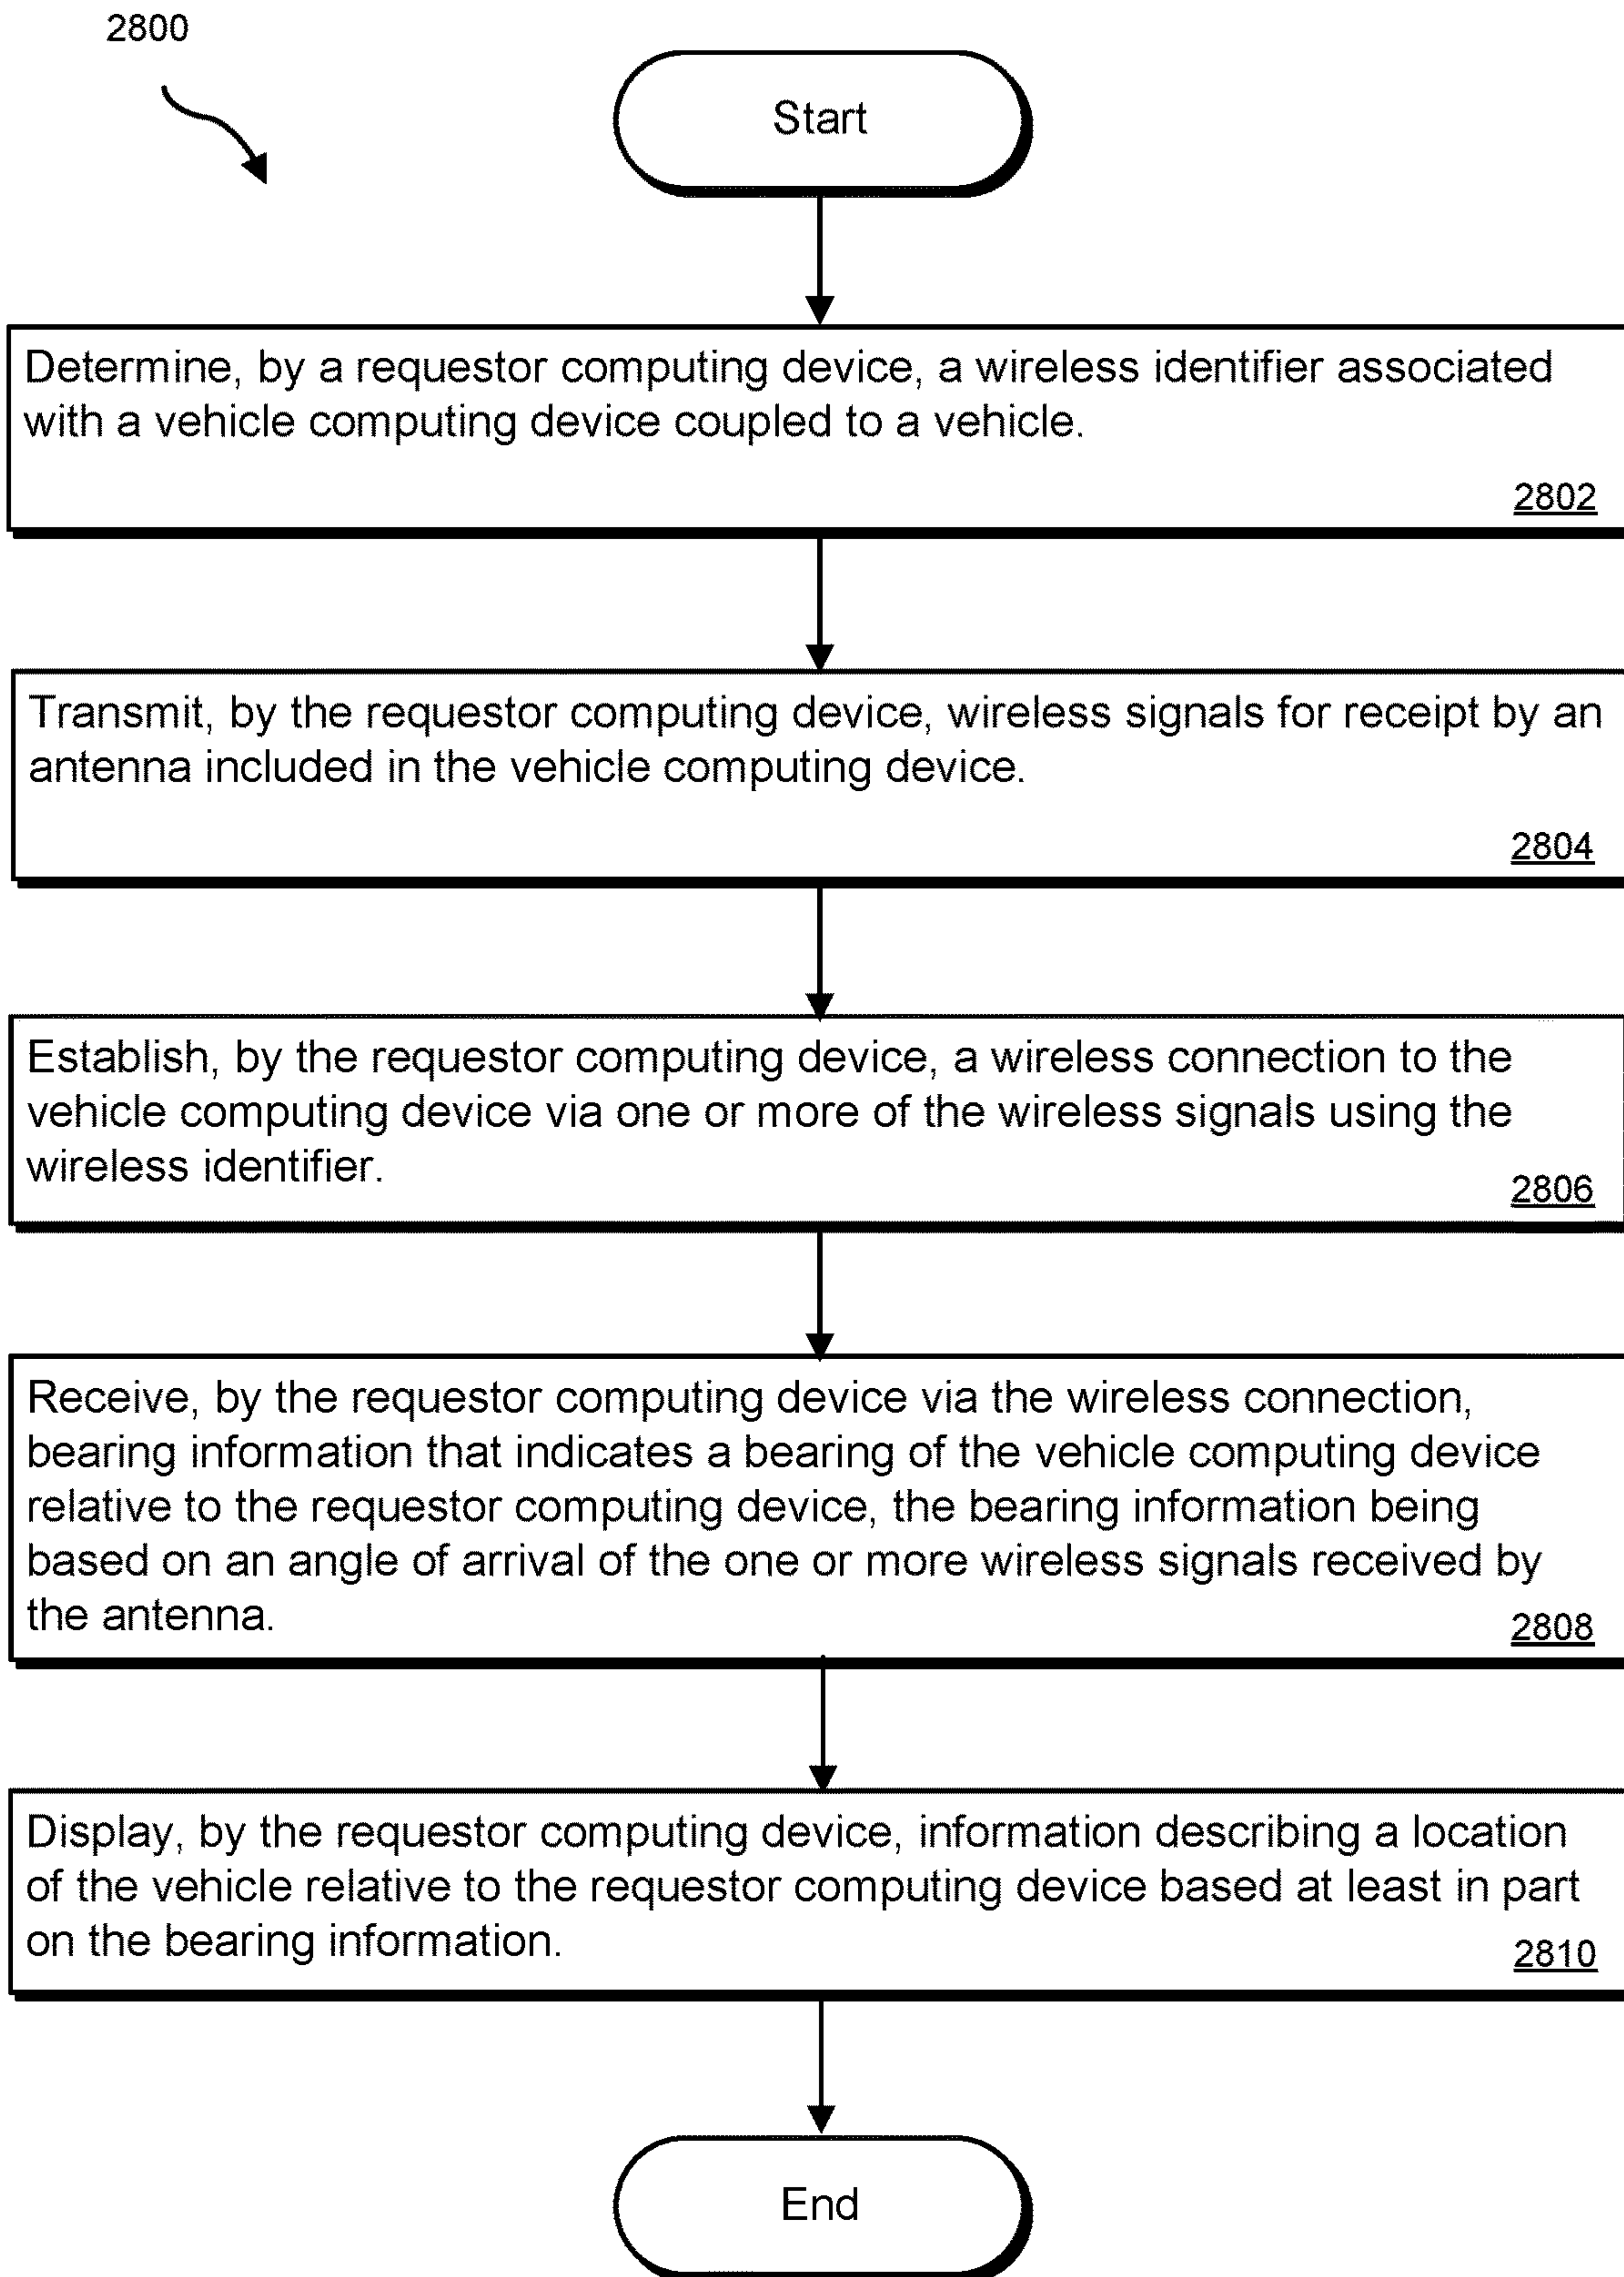 2800
Start
Determine, by a requestor computing device, a wireless identifier associated
with a vehicle computing device coupled to a vehicle.
2802
Transmit, by the requestor computing device, wireless signals for receipt by an
antenna included in the vehicle computing device.
2804
Establish, by the requestor computing device, a wireless connection to the
vehicle computing device via one or more of the wireless signals using the
wireless identifier.
2806
Receive, by the requestor computing device via the wireless connection,
bearing information that indicates a bearing of the vehicle computing device
relative to the requestor computing device, the bearing information being
based on an angle of arrival of the one or more wireless signals received by
the antenna.
2808
Display, by the requestor computing device, information describing a location
of the vehicle relative to the requestor computing device based at least in part
on the bearing information.
2810
End